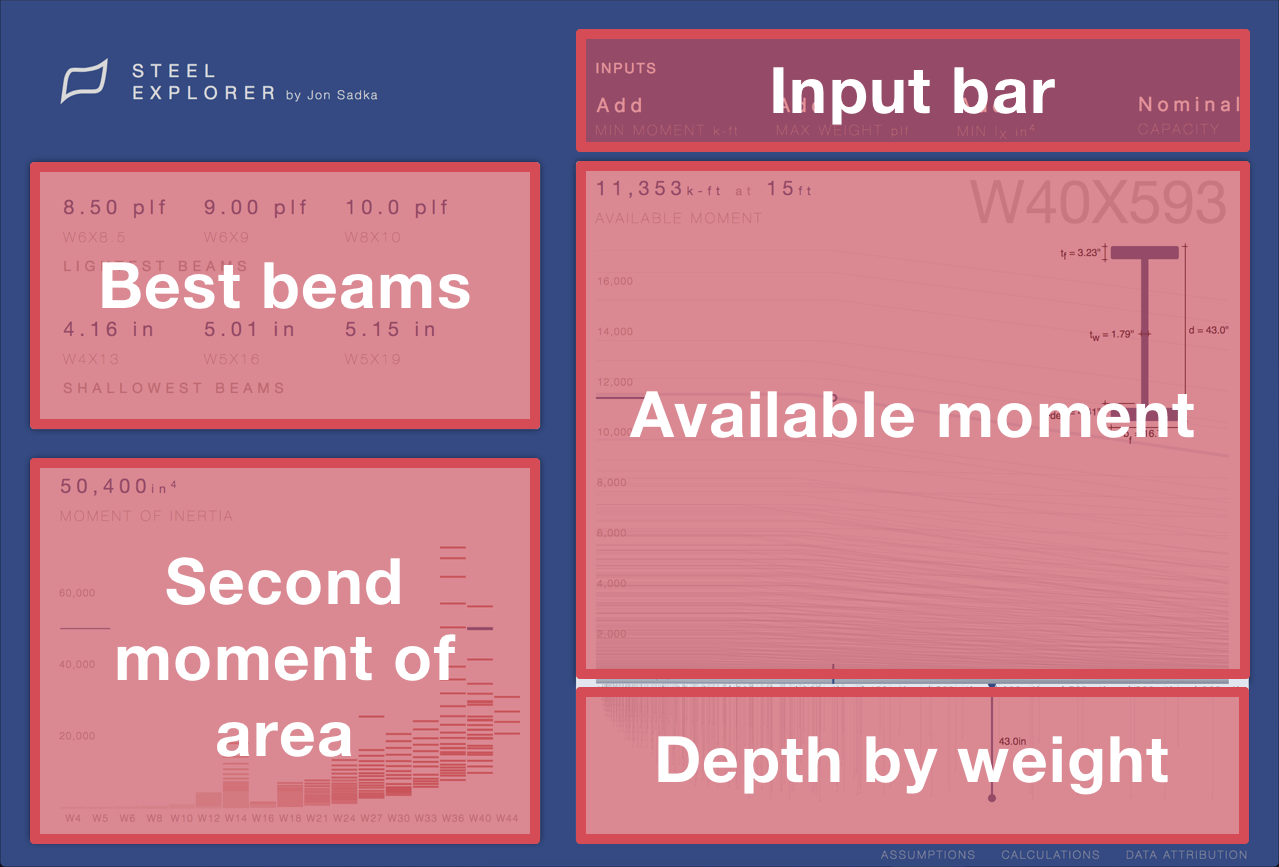 STEEL
EXPLORER by Jon Sadka
INPUTS
Input bar
Add
Nominal
MIN MOMENT k-ft MAX WEIGHT plf MIN Ix in⁴ CAPACITY
8.50 plf 9.00 plf 10.0 plf
W6X8.5 W6X9 W8X10
LIGHTEST BEAMS
Best beams
4.16 in 5.01 in 5.15 in
W4X13 W5X16 W5X19
SHALLOWEST BEAMS
11,353k-ft at 15ft
AVAILABLE MOMENT
W40X593
tf = 3.23"
16,000
14,000
tw = 1.79"
d = 43.0"
12,000
Available moment
10,000
8,000
6,000
4,000
2,000
50,400in⁴
MOMENT OF INERTIA
Second
moment of
area
60,000
40,000
20,000
W4 W5 W6 W8 W10 W12 W14 W16 W18 W21 W24 W27 W30 W33 W36 W40 W44
43.0in
Depth by weight
ASSUMPTIONS CALCULATIONS DATA ATTRIBUTION